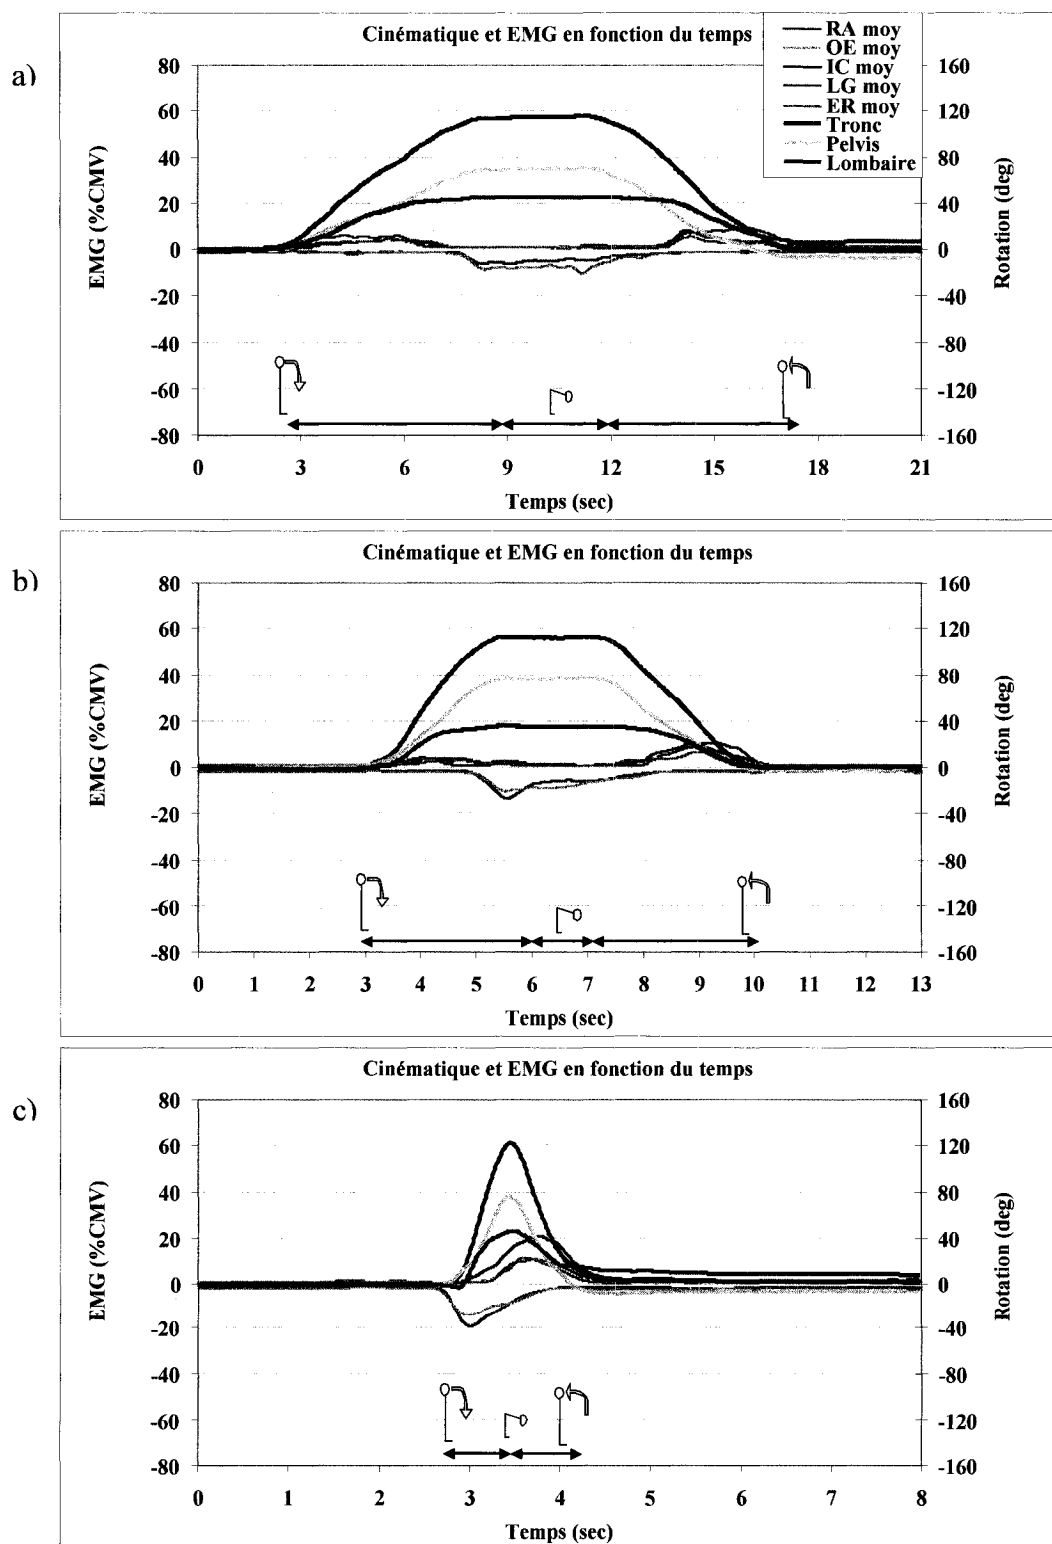 a)
Cinématique et EMG en fonction du temps
RA moy
OE moy
IC moy
LG moy
ER moy
Tronc
Pelvis
Lombaire
EMG (%CMV)
80
60
40
20
0
-20
-40
-60
-80
160
120
80
40
0
-40
-80
-120
-160
Rotation (deg)
0 3 6 9 12 15 18 21
Temps (sec)
b)
Cinématique et EMG en fonction du temps
EMG (%CMV)
80
60
40
20
0
-20
-40
-60
-80
160
120
80
40
0
-40
-80
-120
-160
Rotation (deg)
0 1 2 3 4 5 6 7 8 9 10 11 12 13
Temps (sec)
c)
Cinématique et EMG en fonction du temps
EMG (%CMV)
80
60
40
20
0
-20
-40
-60
-80
160
120
80
40
0
-40
-80
-120
-160
Rotation (deg)
0 1 2 3 4 5 6 7 8
Temps (sec)